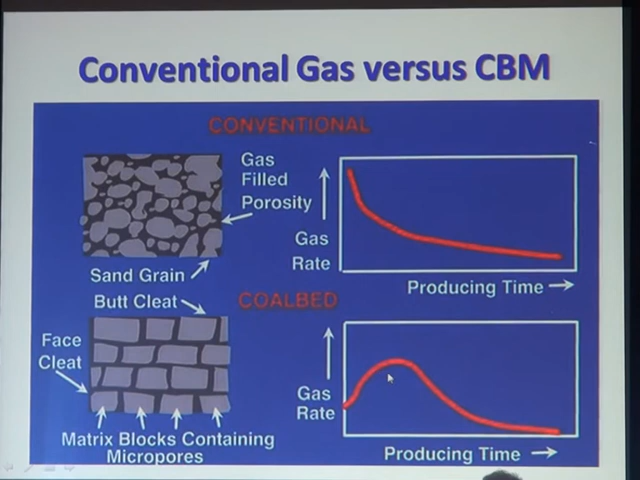 Conventional Gas versus CBM
CONVENTIONAL
Gas
Filled
Porosity
Sand Grain
Gas
Rate
Producing Time
COALBED
Butt Cleat
Face
Cleat
Matrix Blocks Containing
Micropores
Gas
Rate
Producing Time